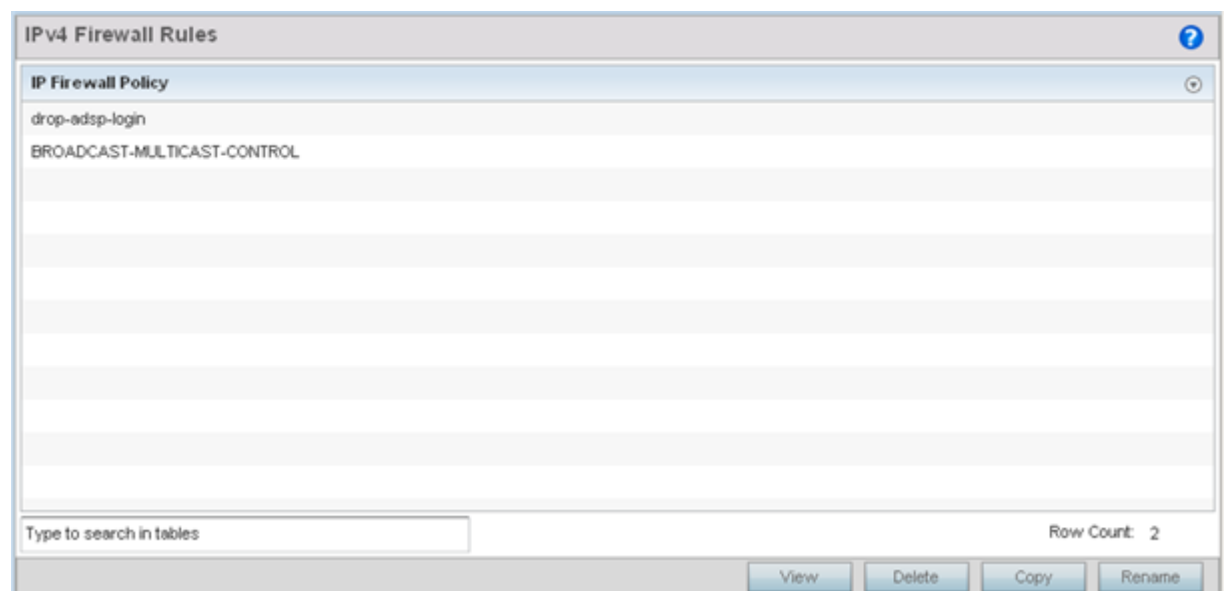 IPv4 Firewall Rules
?
IP Firewall Policy
drop-adsp-login
BROADCAST-MULTICAST-CONTROL
Type to search in tables
Row Count: 2
View Delete Copy Rename